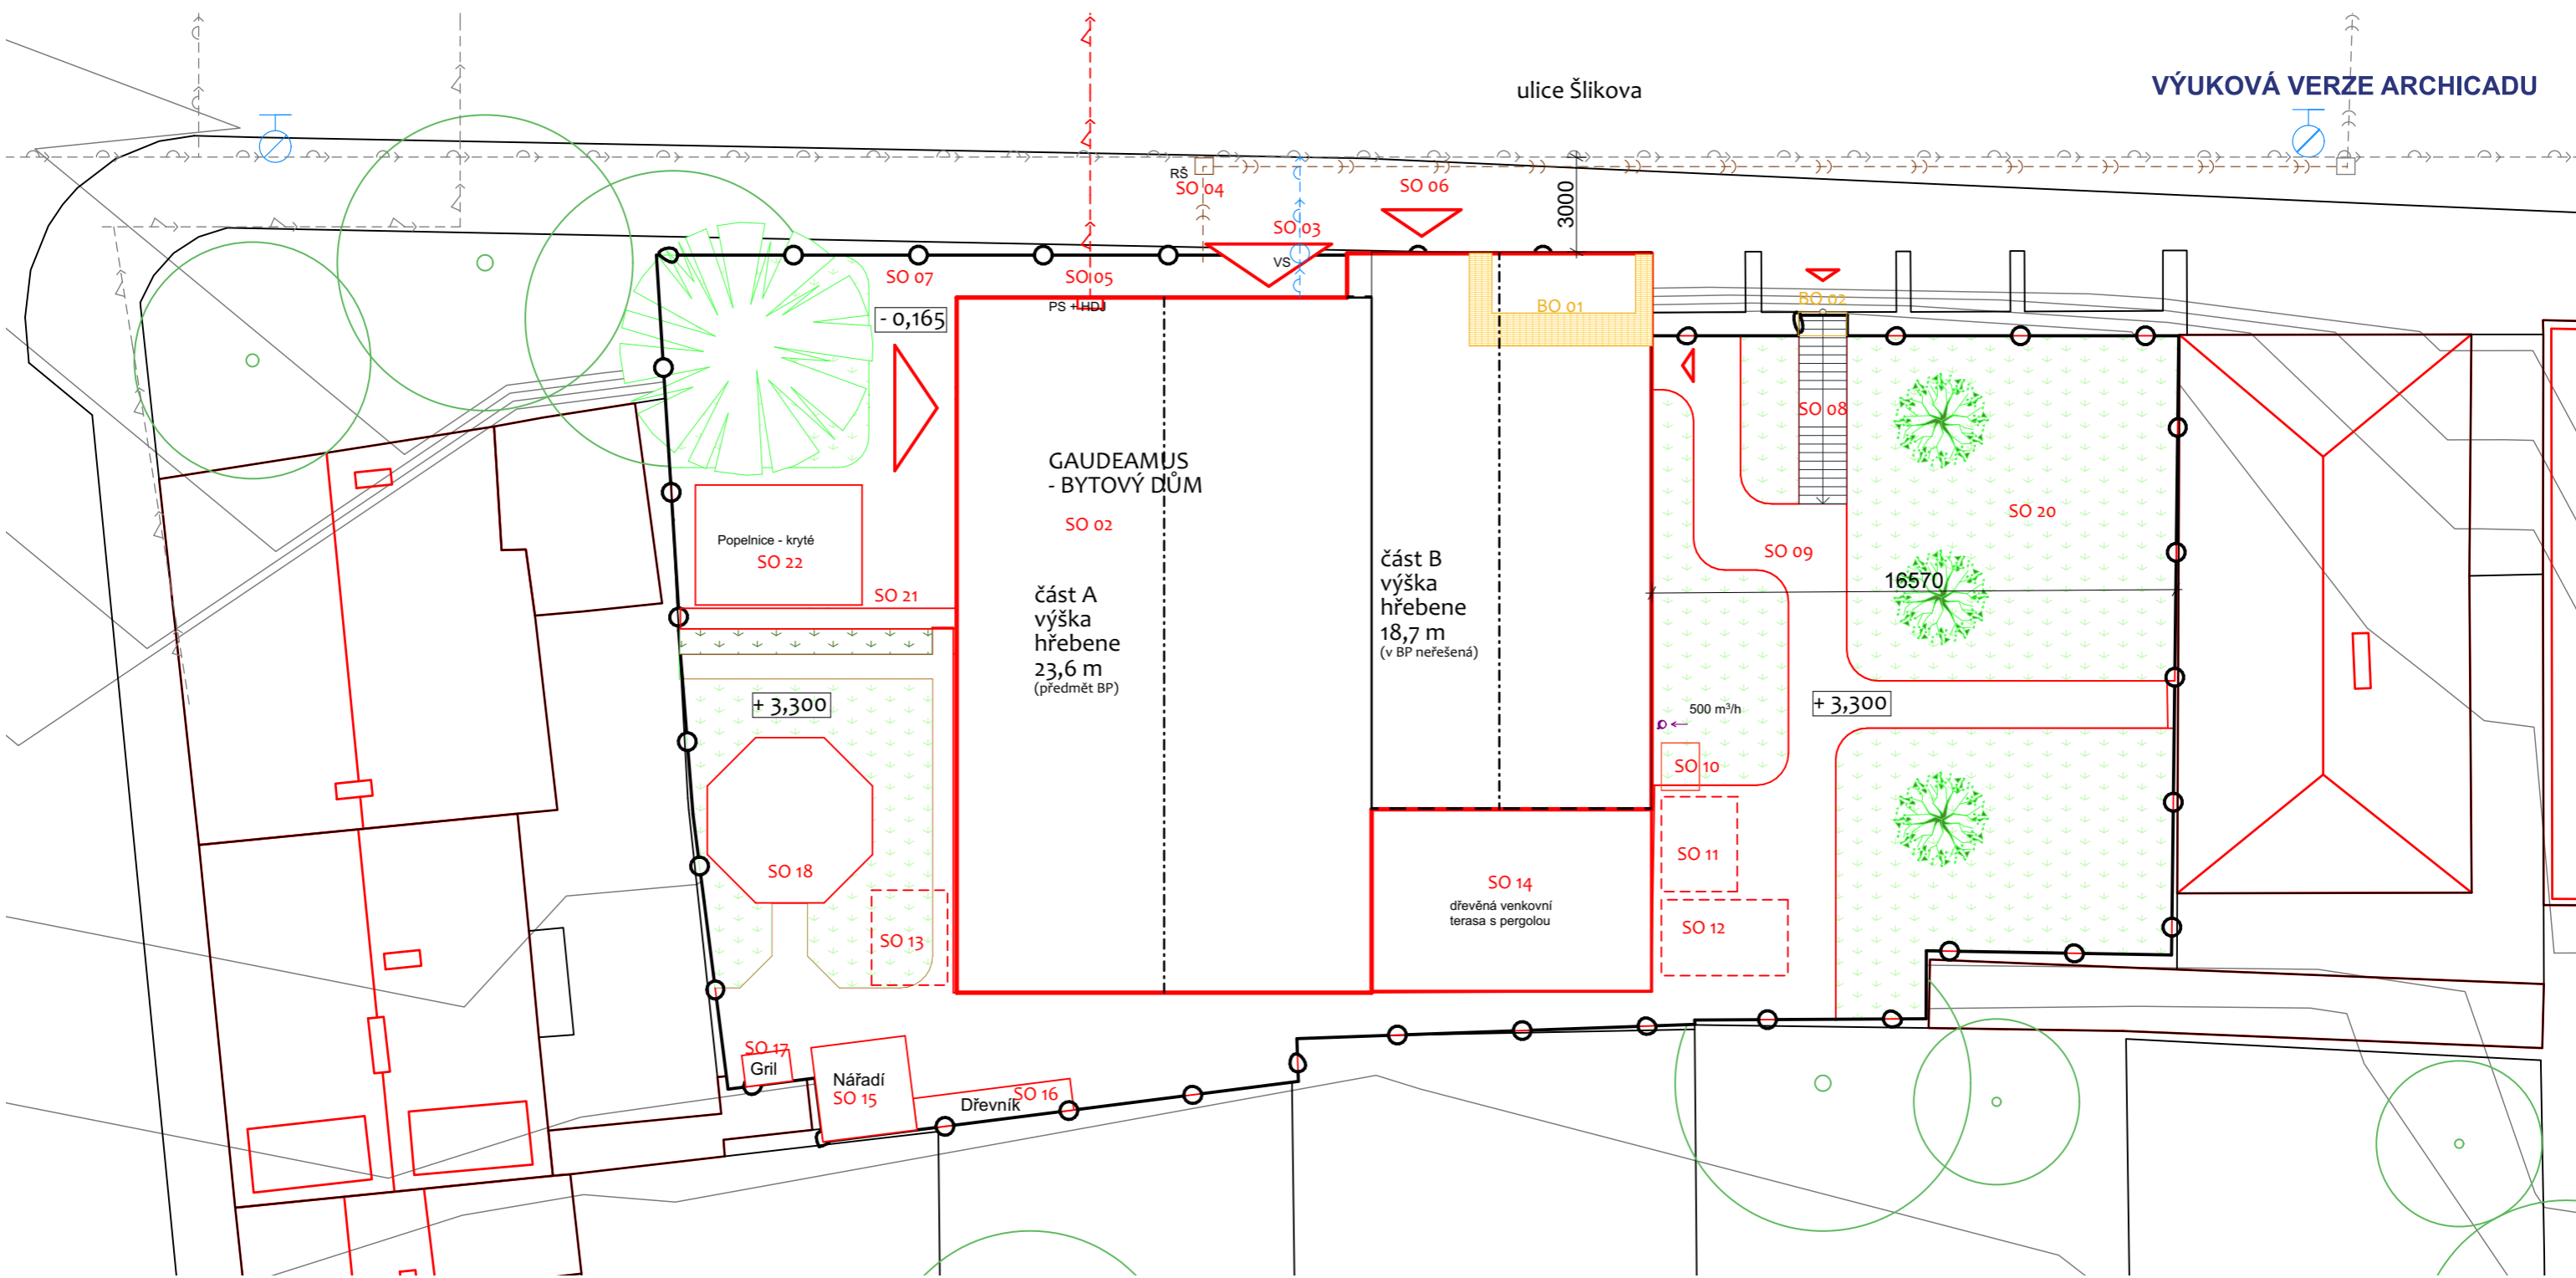 ulice Šlikova
VÝUKOVÁ VERZE ARCHICADU
RŠ
SO 04
SO 06
3000
SO 03
VS
SO 07
SO 05
PS + HDJ
- 0,165
BO 01
BO 02
SO 08
GAUDEAMUS
- BYTOVÝ DŮM
SO 02
SO 20
Popelnice - kryté
SO 22
SO 09
část B
výška
hřebene
18,7 m
(v BP neřešená)
16570
SO 21
část A
výška
hřebene
23,6 m
(předmět BP)
+ 3,300
+ 3,300
500 m³/h
SO 10
SO 11
SO 18
SO 14
dřevěná venkovní
terasa s pergolou
SO 12
SO 13
SO 17
Gril
Nářadí
SO 15
Dřevník
SO 16